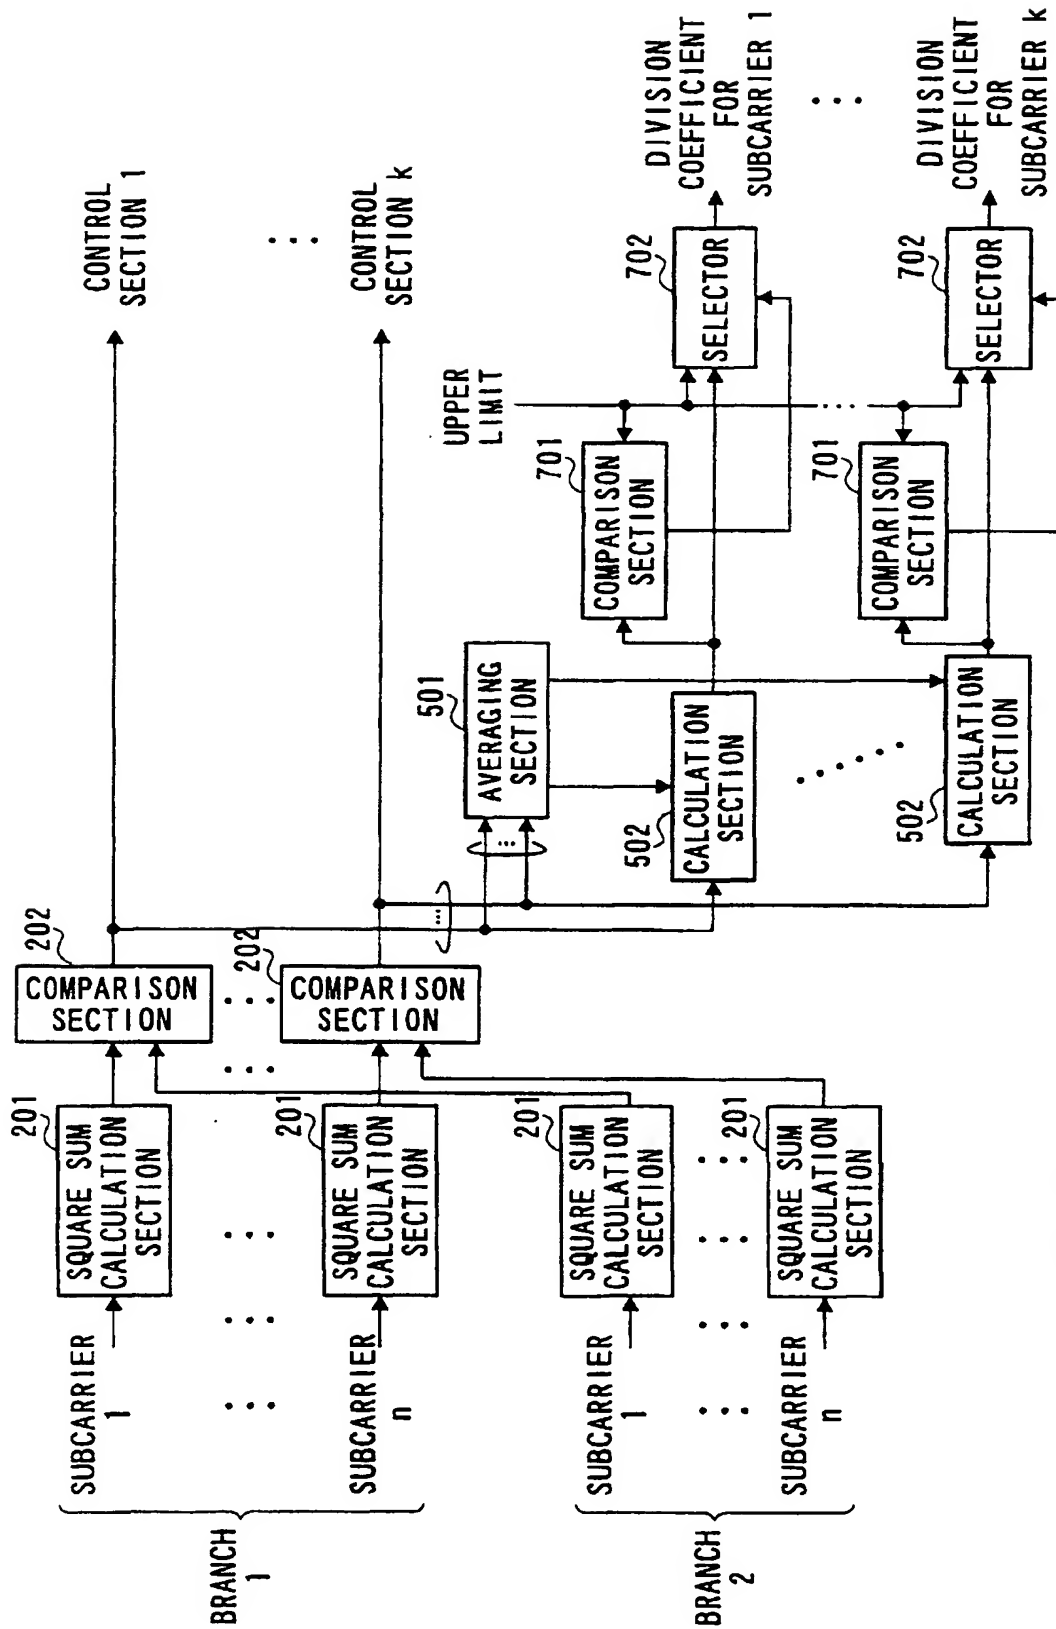 BRANCH
1
SUBCARRIER
1
SUBCARRIER
n
BRANCH
2
SUBCARRIER
1
SUBCARRIER
n
201
SQUARE SUM
CALCULATION
SECTION
201
SQUARE SUM
CALCULATION
SECTION
201
SQUARE SUM
CALCULATION
SECTION
201
SQUARE SUM
CALCULATION
SECTION
202
COMPARISON
SECTION
202
COMPARISON
SECTION
CONTROL
SECTION 1
CONTROL
SECTION k
501
AVERAGING
SECTION
502
CALCULATION
SECTION
502
CALCULATION
SECTION
UPPER
LIMIT
701
COMPARISON
SECTION
701
COMPARISON
SECTION
702
SELECTOR
702
SELECTOR
DIVISION
COEFFICIENT
FOR
SUBCARRIER 1
DIVISION
COEFFICIENT
FOR
SUBCARRIER k